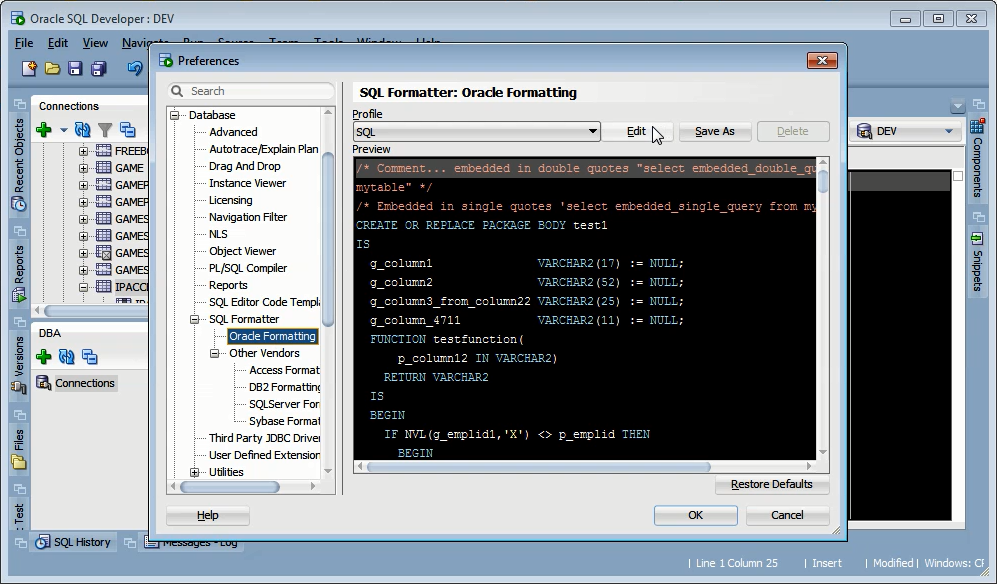 Oracle SQL Developer : DEV
File Edit View Run Source Team Tools Window Help
Preferences
Connections
Recent Objects
Reports
Versions
Files
: Test
FREEB
GAME
GAMEP
GAMEP
GAMES
GAMES
GAMES
IPACC
DBA
Connections
Search
Database
Advanced
Autotrace/Explain Plan
Drag And Drop
Instance Viewer
Licensing
Navigation Filter
NLS
Object Viewer
PL/SQL Compiler
Reports
SQL Editor Code Templa
SQL Formatter
Oracle Formatting
Other Vendors
Access Format
DB2 Formatting
SQLServer For
Sybase Format
Third Party JDBC Driver
User Defined Extension
Utilities
SQL Formatter: Oracle Formatting
Profile
SQL
Edit Save As Delete
Preview
/* Comment... embedded in double quotes "select embedded_double_qu
mytable" */
/* Embedded in single quotes 'select embedded_single_query from my
CREATE OR REPLACE PACKAGE BODY test1
IS
g_column1 VARCHAR2(17) := NULL;
g_column2 VARCHAR2(52) := NULL;
g_column3_from_column22 VARCHAR2(25) := NULL;
g_column_4711 VARCHAR2(11) := NULL;
FUNCTION testfunction(
p_column12 IN VARCHAR2)
RETURN VARCHAR2
IS
BEGIN
IF NVL(g_emplid1,'X') <> p_emplid THEN
BEGIN
Restore Defaults
Help OK Cancel
DEV
Components
Snippets
SQL History Messages - Log
| Line 1 Column 25 | Insert | Modified | Windows: CF